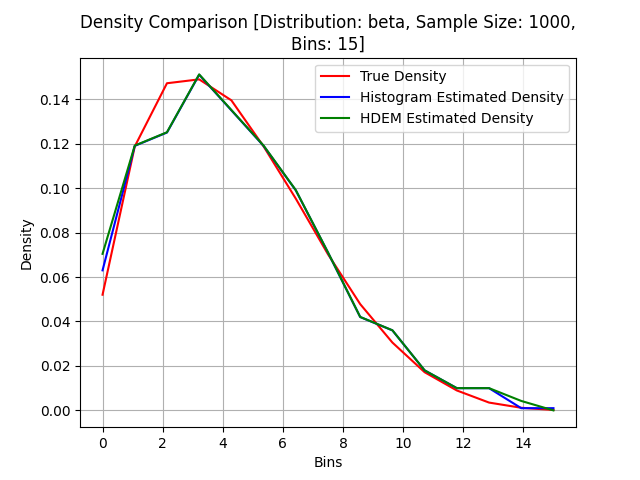 Density Comparison [Distribution: beta, Sample Size: 1000,
Bins: 15]
True Density
Histogram Estimated Density
HDEM Estimated Density
Density
0.14
0.12
0.10
0.08
0.06
0.04
0.02
0.00
0 2 4 6 8 10 12 14
Bins